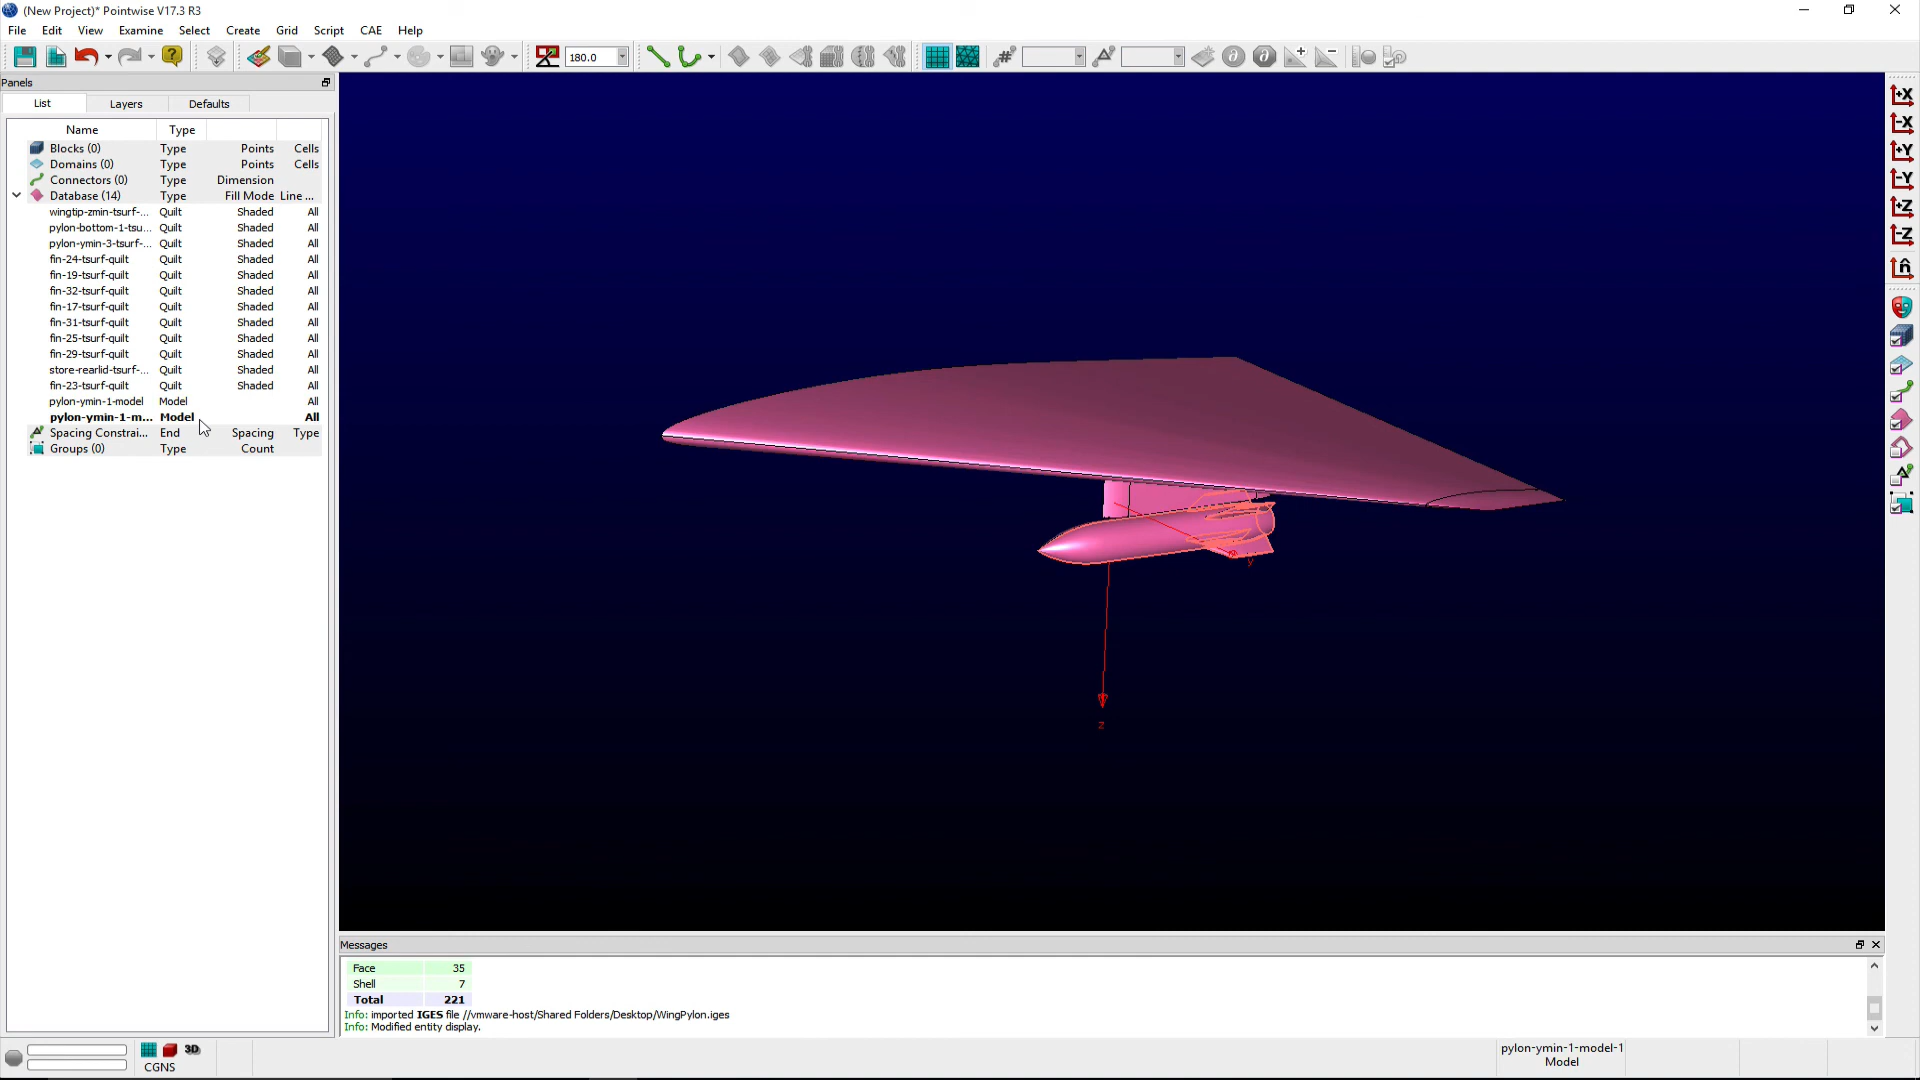 (New Project)* Pointwise V17.3 R3
File Edit View Examine Select Create Grid Script CAE Help
180.0
Panels
List Layers Defaults
Name Type
Blocks (0) Type Points Cells
Domains (0) Type Points Cells
Connectors (0) Type Dimension
Database (14) Type Fill Mode Line ...
wingtip-zmin-tsurf-... Quilt Shaded All
pylon-bottom-1-tsu... Quilt Shaded All
pylon-ymin-3-tsurf-... Quilt Shaded All
fin-24-tsurf-quilt Quilt Shaded All
fin-19-tsurf-quilt Quilt Shaded All
fin-32-tsurf-quilt Quilt Shaded All
fin-17-tsurf-quilt Quilt Shaded All
fin-31-tsurf-quilt Quilt Shaded All
fin-25-tsurf-quilt Quilt Shaded All
fin-29-tsurf-quilt Quilt Shaded All
store-rearlid-tsurf-... Quilt Shaded All
fin-23-tsurf-quilt Quilt Shaded All
pylon-ymin-1-model Model All
pylon-ymin-1-m... Model All
Spacing Constrai... End Spacing Type
Groups (0) Type Count
y
z
+X
-X
+Y
-Y
+Z
-Z
n̂
Messages
Face 35
Shell 7
Total 221
Info: imported IGES file //vmware-host/Shared Folders/Desktop/WingPylon.iges
Info: Modified entity display.
3D
CGNS
pylon-ymin-1-model-1
Model